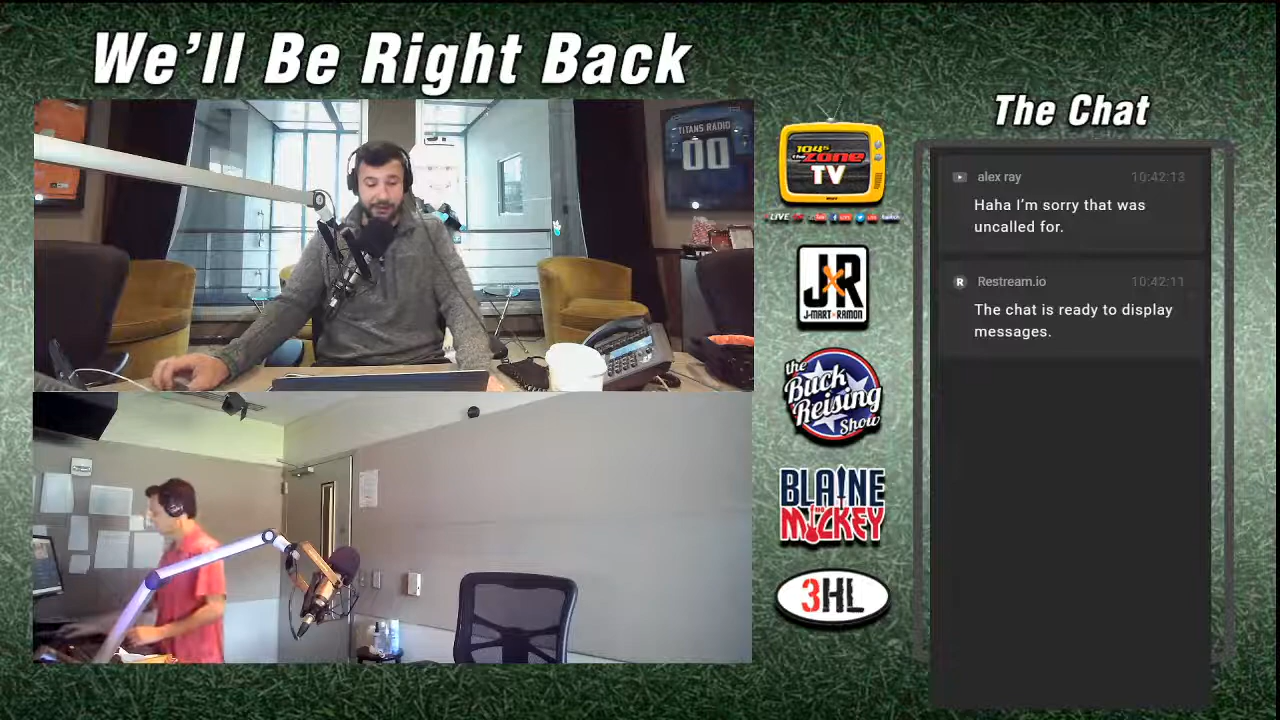 We'll Be Right Back
The Chat
TITANS RADIO
00
104.5
the ZONE
TV
LIVE
J×R
J-MART × RAMON
the
Buck
Reising
Show
BLAINE
AND
MICKEY
3HL
alex ray 10:42:13
Haha I'm sorry that was
uncalled for.
R Restream.io 10:42:11
The chat is ready to display
messages.